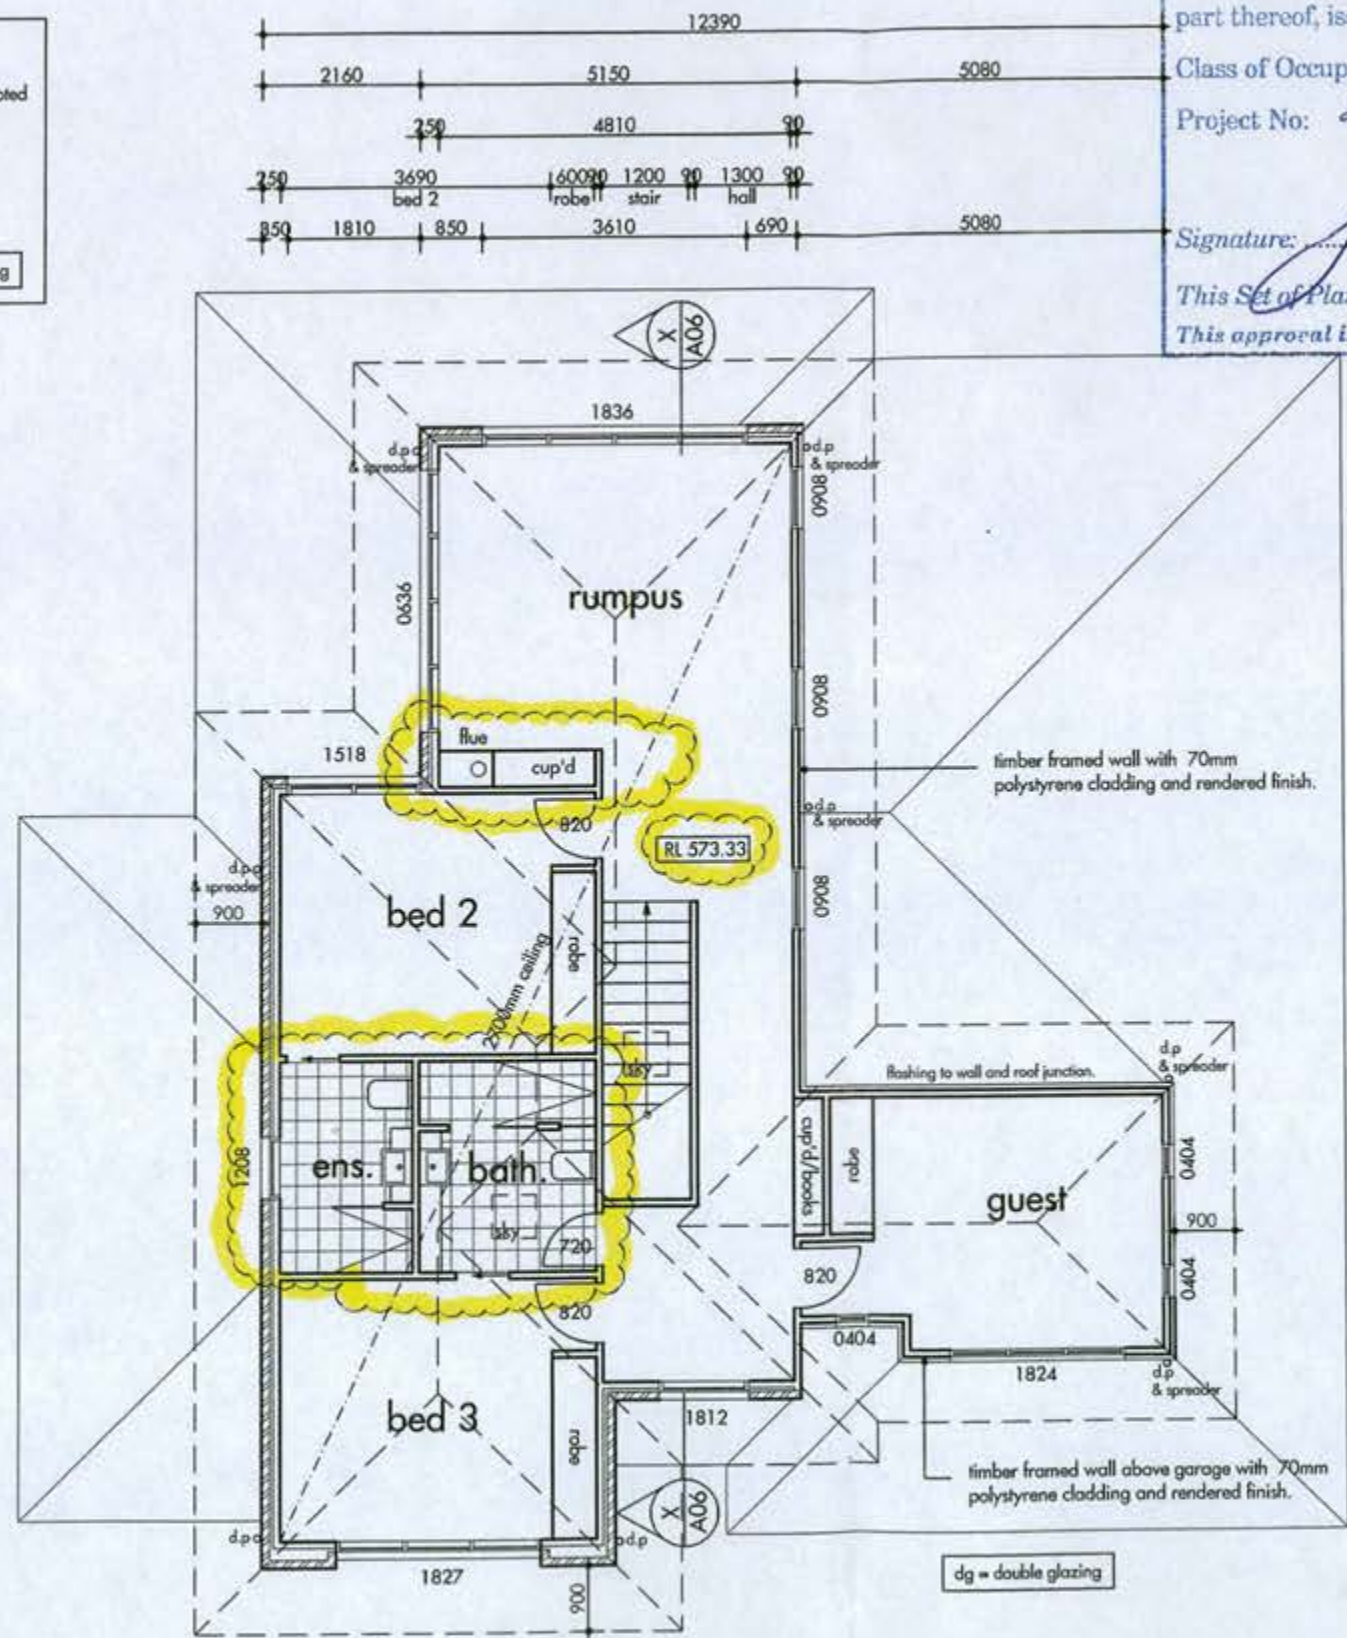 12390
part thereof, is
Class of Occup
Project No:
Signature: ......
This Set of Pla
This approval i
oted
g
2160 5150 5080
250 4810 90
250 3690 600 90 1200 90 1300 90
bed 2 robe stair hall
850 1810 850 3610 690 5080
X
A06
1836
d.p
& spreader
d.p
& spreader
0908
0636
rumpus
0908
flue
cup'd
1518
timber framed wall with 70mm
polystyrene cladding and rendered finish.
d.p
& spreader
820
RL 573.33
d.p
& spreader
900
bed 2
robe
0908
2700mm ceiling
sky
flashing to wall and roof junction.
d.p
& spreader
1208
ens.
bath.
sky
720
cup'd/books
robe
guest
0404
900
0404
820
820
0404
1824
d.p
& spreader
bed 3
robe
1812
timber framed wall above garage with 70mm
polystyrene cladding and rendered finish.
X
A06
d.p
d.p
1827
900
dg = double glazing